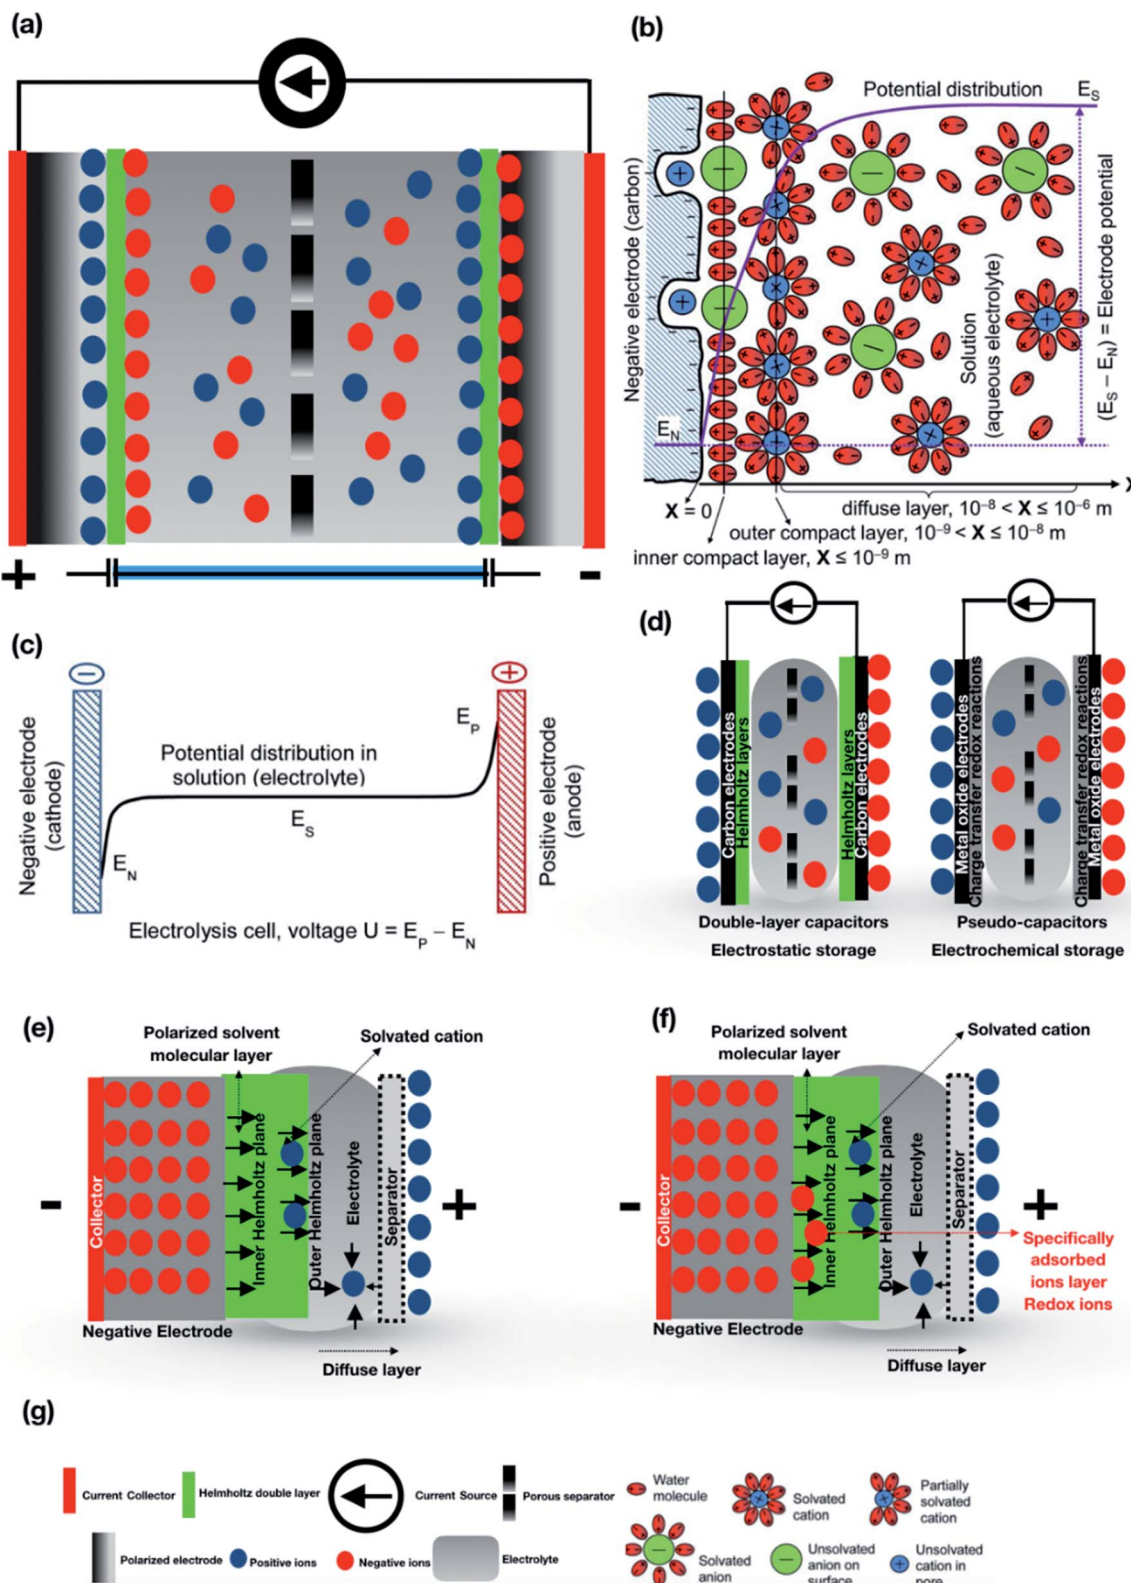 (a)
+
-
(b)
Negative electrode (carbon)
Potential distribution
E_S
E_N
Solution
(aqueous electrolyte)
(E_S – E_N) = Electrode potential
X
X = 0
diffuse layer, 10⁻⁸ < X ≤ 10⁻⁶ m
outer compact layer, 10⁻⁹ < X ≤ 10⁻⁸ m
inner compact layer, X ≤ 10⁻⁹ m
(c)
−
+
Negative electrode
(cathode)
E_P
Potential distribution in
solution (electrolyte)
E_S
E_N
Positive electrode
(anode)
Electrolysis cell, voltage U = E_P – E_N
(d)
Carbon electrodes
Helmholtz layers
Helmholtz layers
Carbon electrodes
Double-layer capacitors
Electrostatic storage
Metal oxide electrodes
Charge transfer redox reactions
Charge transfer redox reactions
Metal oxide electrodes
Pseudo-capacitors
Electrochemical storage
(e)
Polarized solvent
molecular layer
Solvated cation
-
Collector
Inner Helmholtz plane
Outer Helmholtz plane
Electrolyte
Separator
+
Negative Electrode
Diffuse layer
(f)
Polarized solvent
molecular layer
Solvated cation
-
Collector
Inner Helmholtz plane
Outer Helmholtz plane
Electrolyte
Separator
+
Specifically
adsorbed
ions layer
Redox ions
Negative Electrode
Diffuse layer
(g)
Current Collector
Helmholtz double layer
Current Source
Porous separator
Water
molecule
Solvated
cation
Partially
solvated
cation
Polarized electrode
Positive ions
Negative ions
Electrolyte
Solvated
anion
Unsolvated
anion on
surface
Unsolvated
cation in
pore